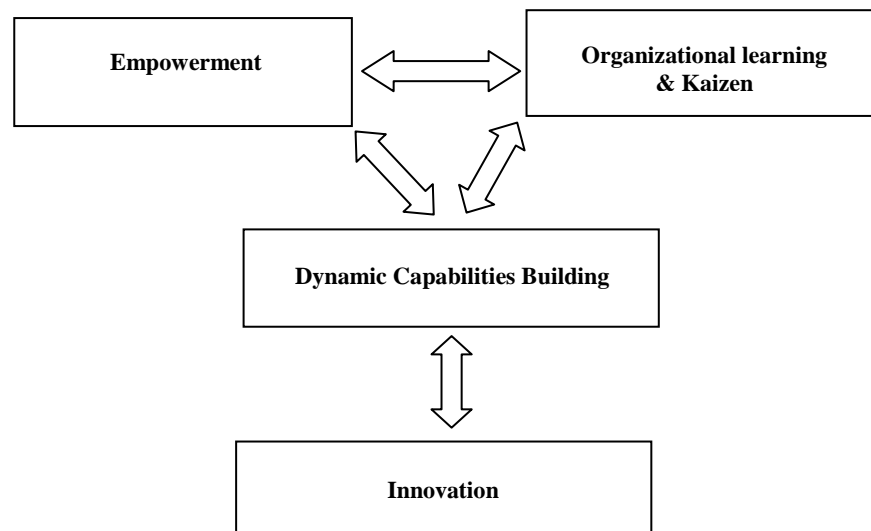 Empowerment
Organizational learning
& Kaizen
Dynamic Capabilities Building
Innovation